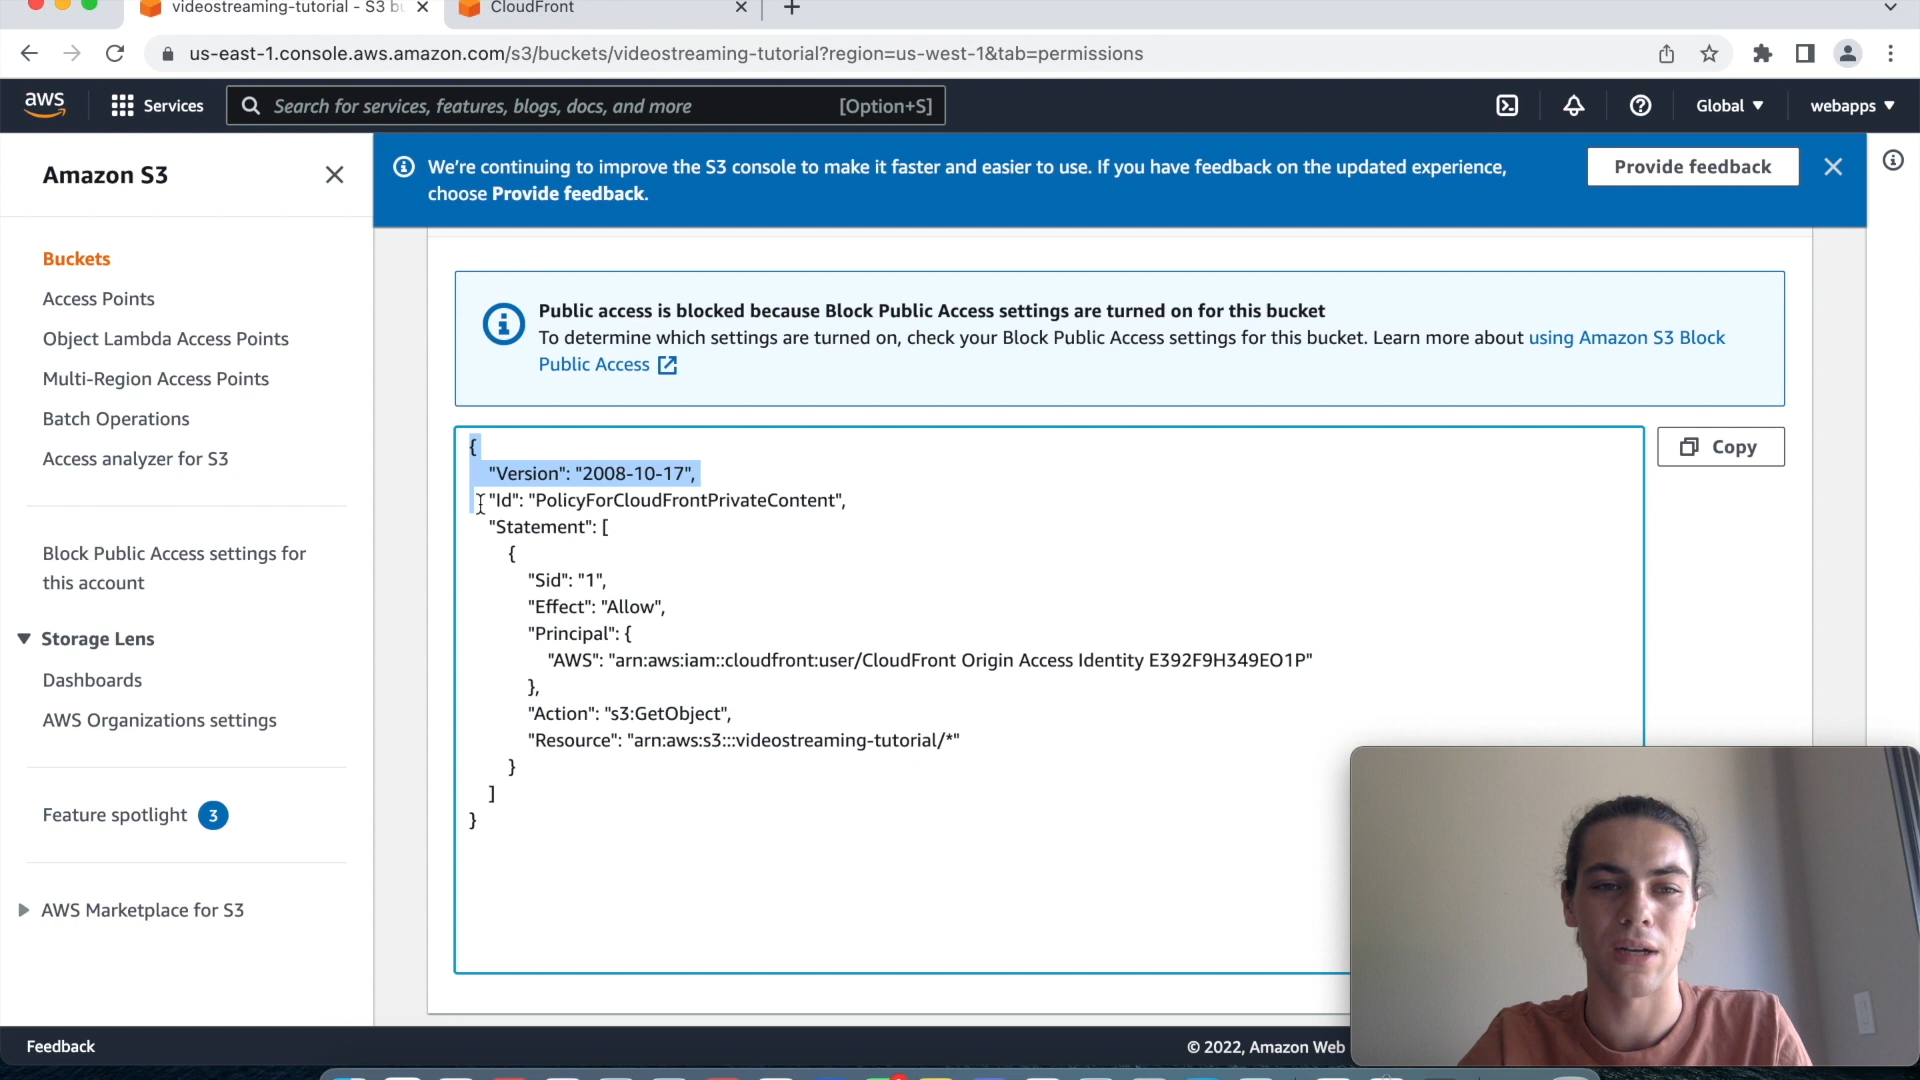 videostreaming-tutorial - S3 bu
CloudFront
us-east-1.console.aws.amazon.com/s3/buckets/videostreaming-tutorial?region=us-west-1&tab=permissions
aws
Services
Search for services, features, blogs, docs, and more
[Option+S]
Global
webapps
Amazon S3
Buckets
Access Points
Object Lambda Access Points
Multi-Region Access Points
Batch Operations
Access analyzer for S3
Block Public Access settings for
this account
Storage Lens
Dashboards
AWS Organizations settings
Feature spotlight 3
AWS Marketplace for S3
We're continuing to improve the S3 console to make it faster and easier to use. If you have feedback on the updated experience,
choose Provide feedback.
Provide feedback
Public access is blocked because Block Public Access settings are turned on for this bucket
To determine which settings are turned on, check your Block Public Access settings for this bucket. Learn more about using Amazon S3 Block
Public Access
Copy
{
"Version": "2008-10-17",
"Id": "PolicyForCloudFrontPrivateContent",
"Statement": [
{
"Sid": "1",
"Effect": "Allow",
"Principal": {
"AWS": "arn:aws:iam::cloudfront:user/CloudFront Origin Access Identity E392F9H349EO1P"
},
"Action": "s3:GetObject",
"Resource": "arn:aws:s3:::videostreaming-tutorial/*"
}
]
}
Feedback
© 2022, Amazon Web